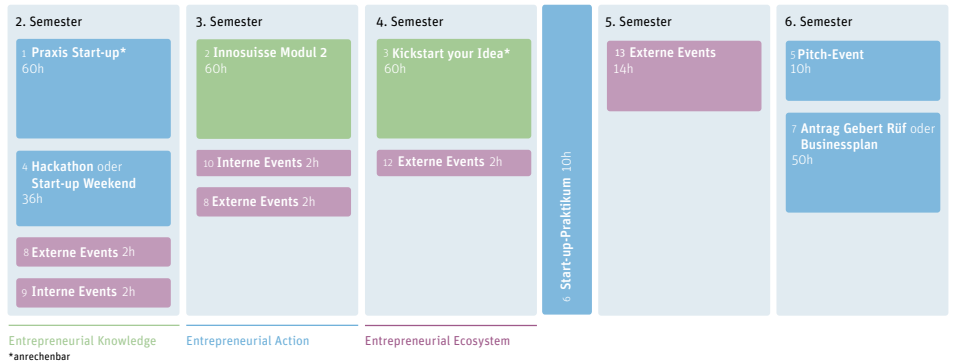 2. Semester
1 Praxis Start-up*
60h
4 Hackathon oder
Start-up Weekend
36h
8 Externe Events 2h
9 Interne Events 2h
3. Semester
2 Innosuisse Modul 2
60h
10 Interne Events 2h
8 Externe Events 2h
4. Semester
3 Kickstart your Idea*
60h
12 Externe Events 2h
6 Start-up-Praktikum 10h
5. Semester
13 Externe Events
14h
6. Semester
5 Pitch-Event
10h
7 Antrag Gebert Rüf oder
Businessplan
50h
Entrepreneurial Knowledge
Entrepreneurial Action
Entrepreneurial Ecosystem
*anrechenbar